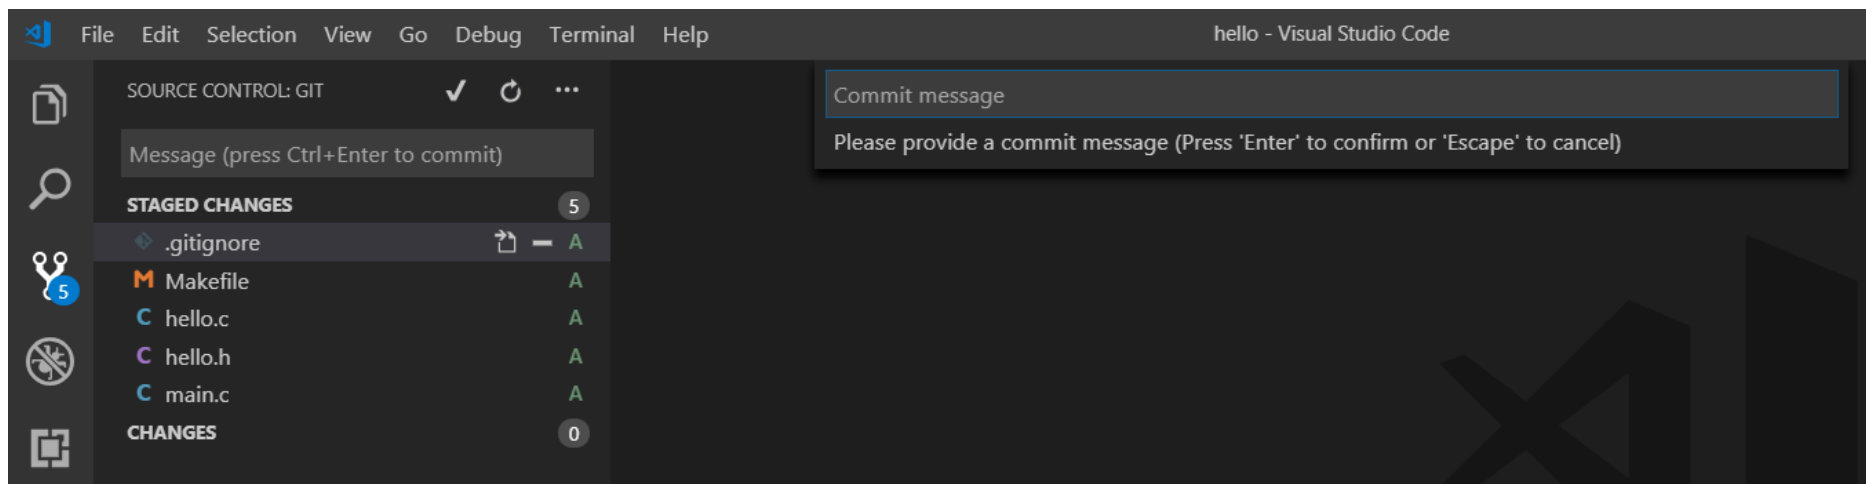 File Edit Selection View Go Debug Terminal Help hello - Visual Studio Code
SOURCE CONTROL: GIT
Message (press Ctrl+Enter to commit)
STAGED CHANGES 5
.gitignore A
M Makefile A
C hello.c A
C hello.h A
C main.c A
CHANGES 0
5
Commit message
Please provide a commit message (Press 'Enter' to confirm or 'Escape' to cancel)